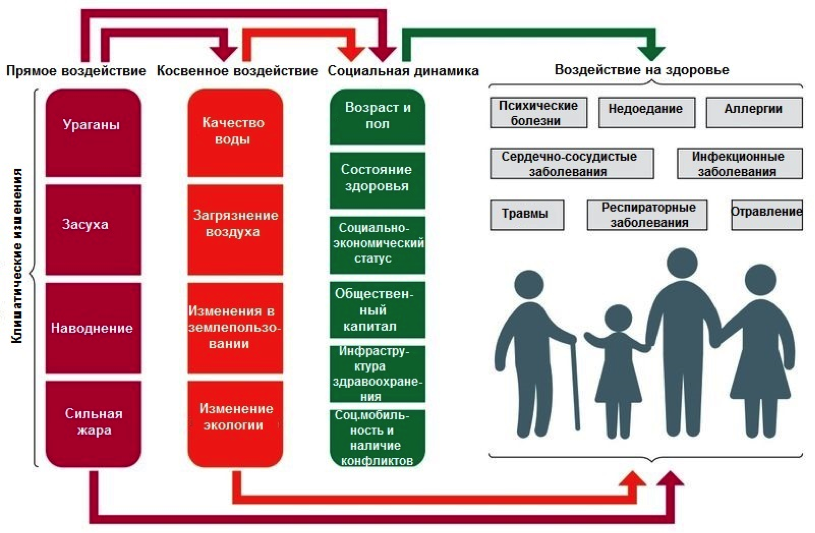 Прямое воздействие
Косвенное воздействие
Социальная динамика
Воздействие на здоровье
Климатические изменения
Ураганы
Засуха
Наводнение
Сильная
жара
Качество
воды
Загрязнение
воздуха
Изменения в
землепользо-
вании
Изменение
экологии
Возраст и
пол
Состояние
здоровья
Социально-
экономический
статус
Обществен-
ный
капитал
Инфрастру-
ктура
здравоохране-
ния
Соц.мобиль-
ность и
наличие
конфликтов
Психические
болезни
Недоедание
Аллергии
Сердечно-сосудистые
заболевания
Инфекционные
заболевания
Травмы
Респираторные
заболевания
Отравление